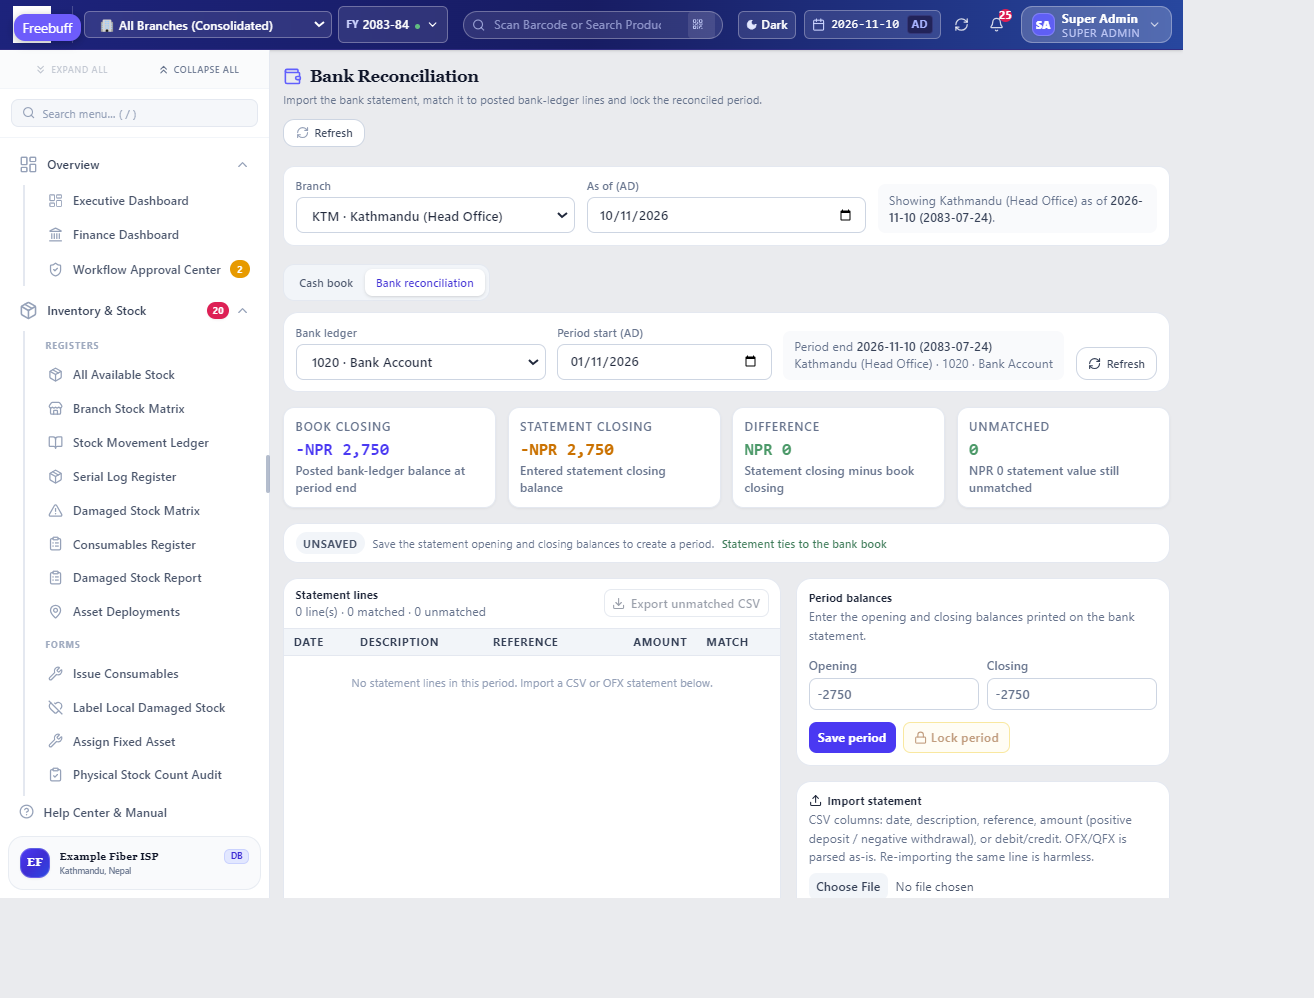 Freebuff
All Branches (Consolidated)
FY 2083-84
Scan Barcode or Search Produc
Dark
2026-11-10 AD
25
SA
Super Admin
SUPER ADMIN
EXPAND ALL
COLLAPSE ALL
Search menu... ( / )
Overview
Executive Dashboard
Finance Dashboard
Workflow Approval Center 2
Inventory & Stock 20
REGISTERS
All Available Stock
Branch Stock Matrix
Stock Movement Ledger
Serial Log Register
Damaged Stock Matrix
Consumables Register
Damaged Stock Report
Asset Deployments
FORMS
Issue Consumables
Label Local Damaged Stock
Assign Fixed Asset
Physical Stock Count Audit
Help Center & Manual
EF
Example Fiber ISP
DB
Kathmandu, Nepal
Bank Reconciliation
Import the bank statement, match it to posted bank-ledger lines and lock the reconciled period.
Refresh
Branch
KTM · Kathmandu (Head Office)
As of (AD)
10/11/2026
Showing Kathmandu (Head Office) as of 2026-
11-10 (2083-07-24).
Cash book
Bank reconciliation
Bank ledger
1020 · Bank Account
Period start (AD)
01/11/2026
Period end 2026-11-10 (2083-07-24)
Kathmandu (Head Office) · 1020 · Bank Account
Refresh
BOOK CLOSING
-NPR 2,750
Posted bank-ledger balance at
period end
STATEMENT CLOSING
-NPR 2,750
Entered statement closing
balance
DIFFERENCE
NPR 0
Statement closing minus book
closing
UNMATCHED
0
NPR 0 statement value still
unmatched
UNSAVED Save the statement opening and closing balances to create a period. Statement ties to the bank book
Statement lines
0 line(s) · 0 matched · 0 unmatched
Export unmatched CSV
DATE DESCRIPTION REFERENCE AMOUNT MATCH
No statement lines in this period. Import a CSV or OFX statement below.
Period balances
Enter the opening and closing balances printed on the bank
statement.
Opening
-2750
Closing
-2750
Save period
Lock period
Import statement
CSV columns: date, description, reference, amount (positive
deposit / negative withdrawal), or debit/credit. OFX/QFX is
parsed as-is. Re-importing the same line is harmless.
Choose File No file chosen